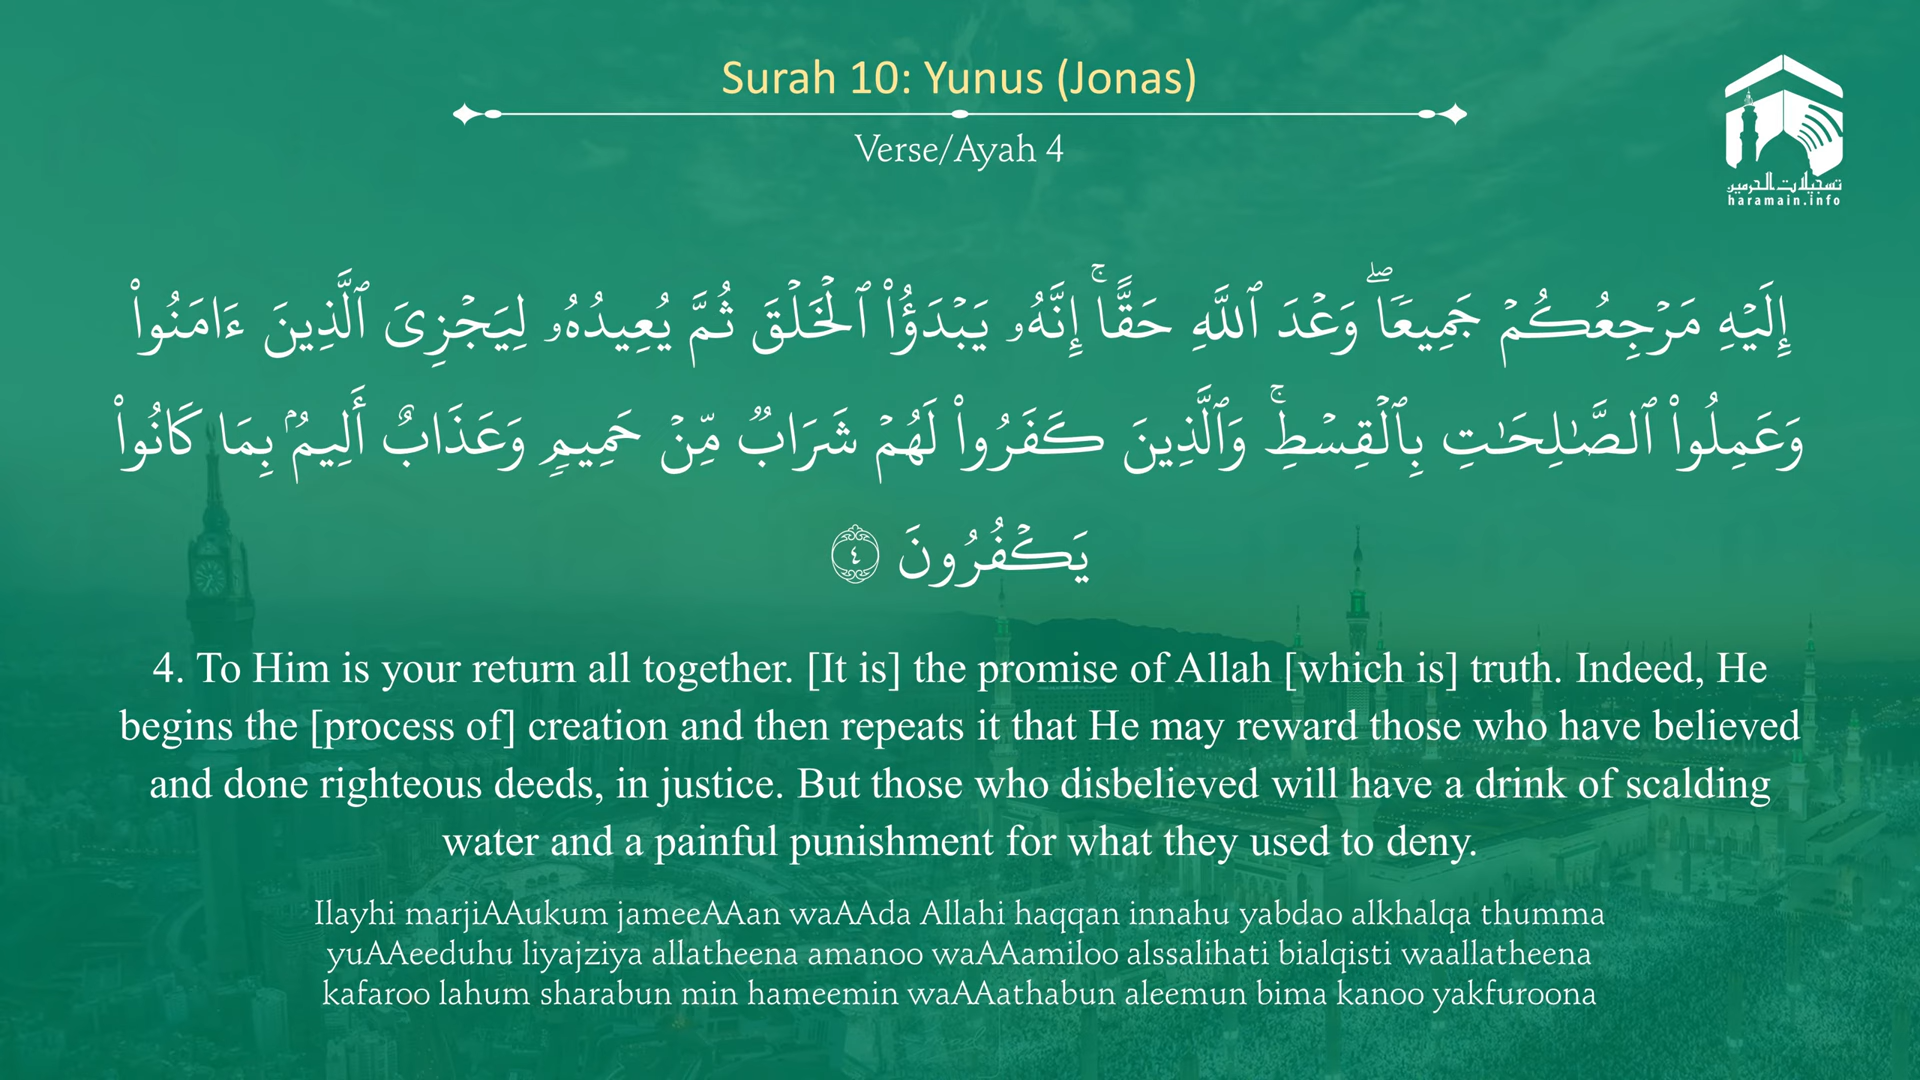 Surah 10: Yunus (Jonas)
Verse/Ayah 4
تسجيلات الحرمين
haramain.info
إِلَيْهِ مَرْجِعُكُمْ جَمِيعًا ۖ وَعْدَ ٱللَّهِ حَقًّا ۚ إِنَّهُۥ يَبْدَؤُا۟ ٱلْخَلْقَ ثُمَّ يُعِيدُهُۥ لِيَجْزِىَ ٱلَّذِينَ ءَامَنُوا۟
وَعَمِلُوا۟ ٱلصَّـٰلِحَـٰتِ بِٱلْقِسْطِ ۚ وَٱلَّذِينَ كَفَرُوا۟ لَهُمْ شَرَابٌ مِّنْ حَمِيمٍ وَعَذَابٌ أَلِيمٌۢ بِمَا كَانُوا۟
يَكْفُرُونَ ٤
4. To Him is your return all together. [It is] the promise of Allah [which is] truth. Indeed, He
begins the [process of] creation and then repeats it that He may reward those who have believed
and done righteous deeds, in justice. But those who disbelieved will have a drink of scalding
water and a painful punishment for what they used to deny.
Ilayhi marjiAAukum jameeAAan waAAda Allahi haqqan innahu yabdao alkhalqa thumma
yuAAeeduhu liyajziya allatheena amanoo waAAamiloo alssalihati bialqisti waallatheena
kafaroo lahum sharabun min hameemin waAAathabun aleemun bima kanoo yakfuroona